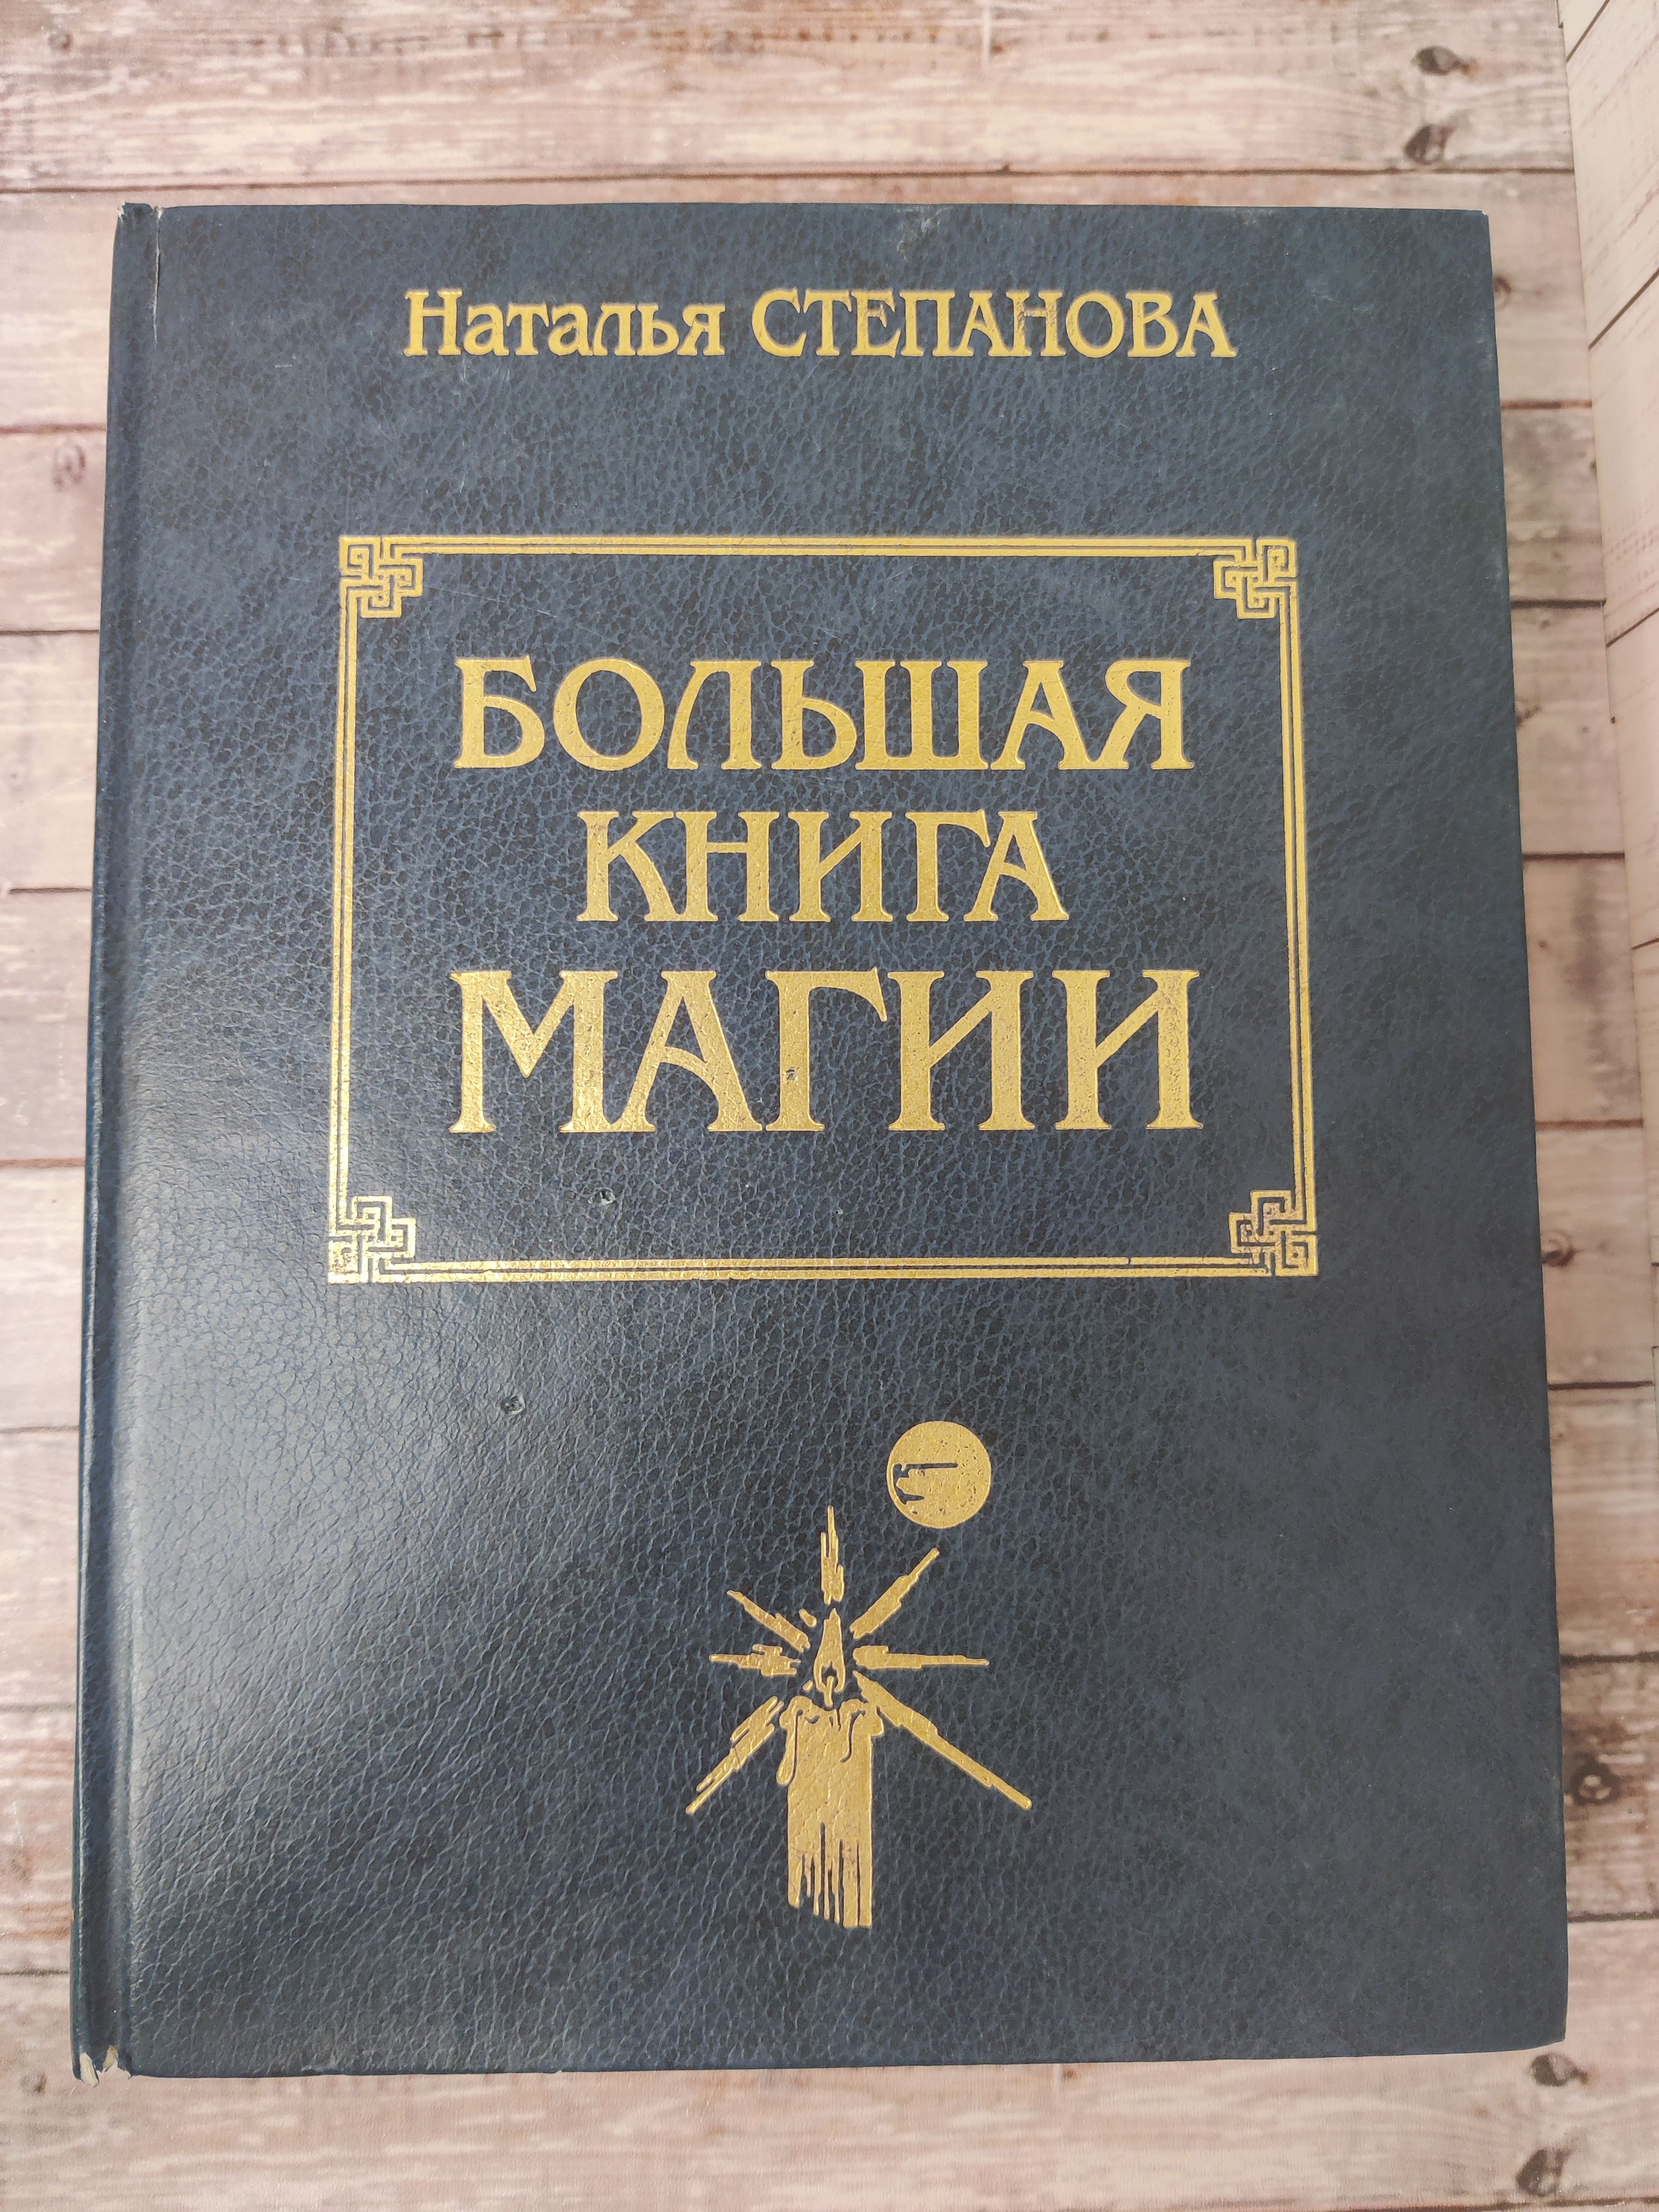 Наталья СТЕПАНОВА
БОЛЬШАЯ
КНИГА
МАГИИ